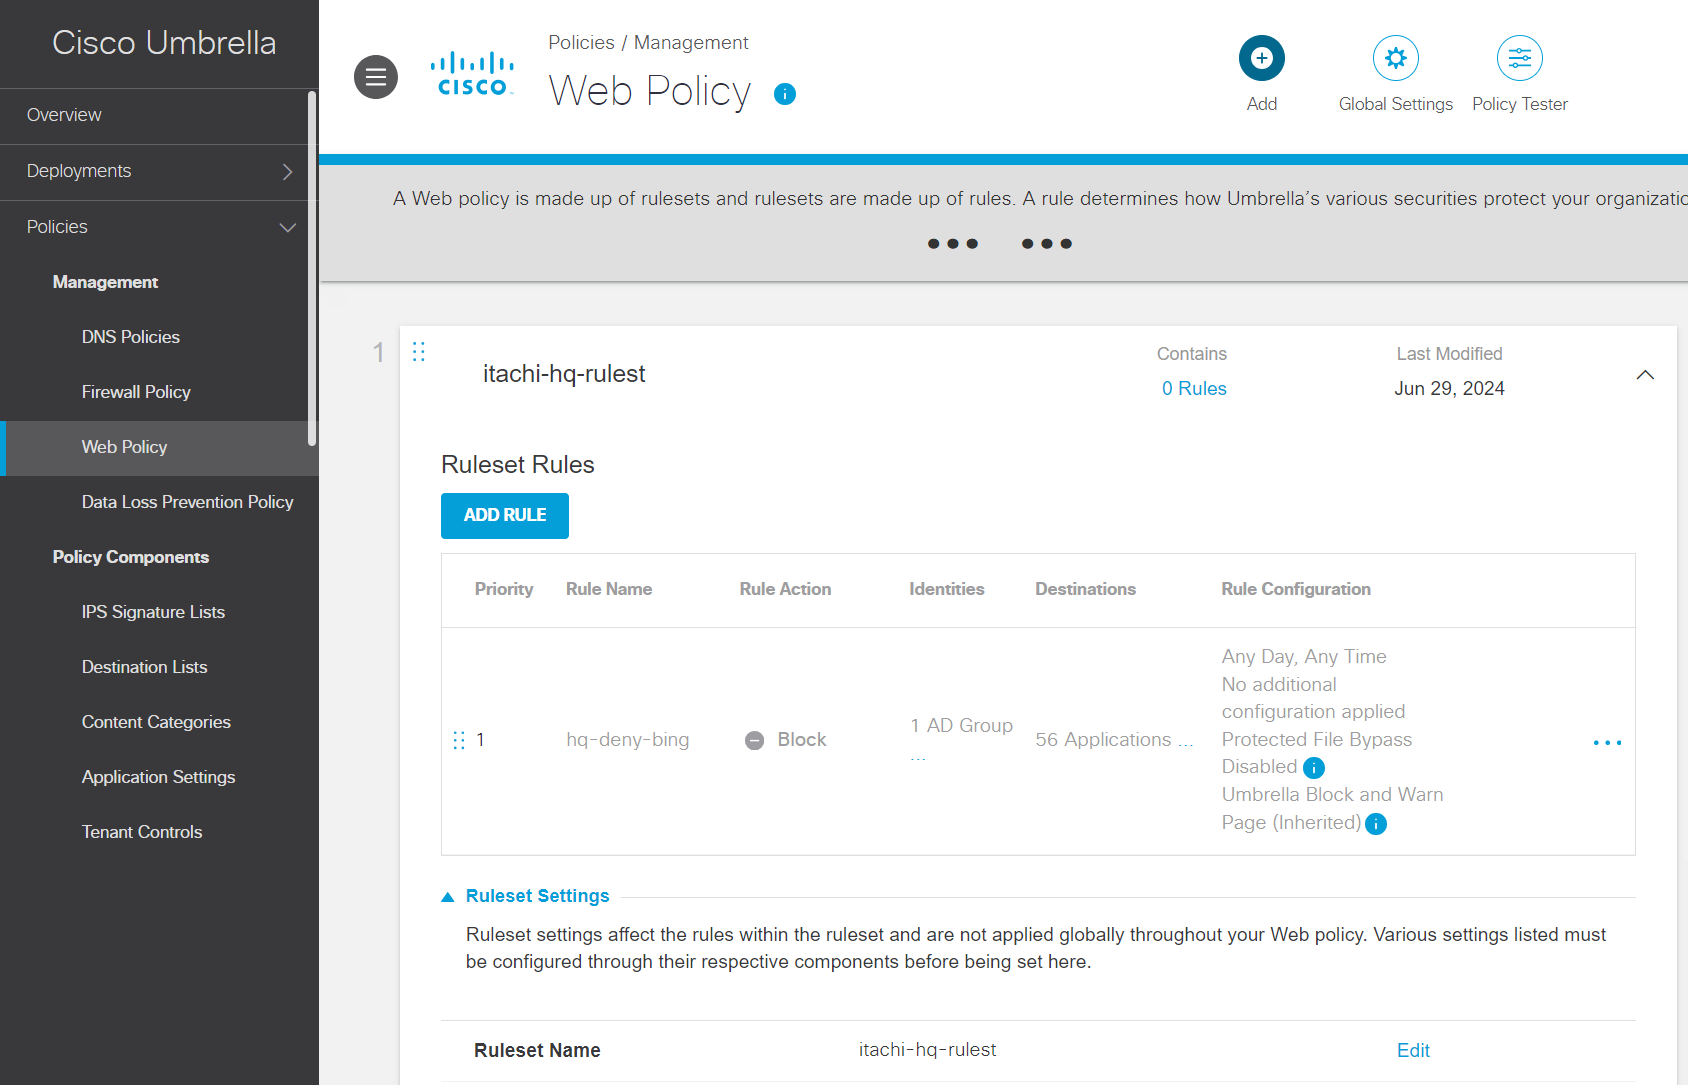 Cisco Umbrella
Overview
Deployments
Policies
Management
DNS Policies
Firewall Policy
Web Policy
Data Loss Prevention Policy
Policy Components
IPS Signature Lists
Destination Lists
Content Categories
Application Settings
Tenant Controls
CISCO
Policies / Management
Web Policy
Add
Global Settings
Policy Tester
A Web policy is made up of rulesets and rulesets are made up of rules. A rule determines how Umbrella's various securities protect your organizatio
1
itachi-hq-rulest
Contains
0 Rules
Last Modified
Jun 29, 2024
Ruleset Rules
ADD RULE
Priority Rule Name Rule Action Identities Destinations Rule Configuration
1 hq-deny-bing Block 1 AD Group ... 56 Applications ...
Any Day, Any Time
No additional
configuration applied
Protected File Bypass
Disabled
Umbrella Block and Warn
Page (Inherited)
Ruleset Settings
Ruleset settings affect the rules within the ruleset and are not applied globally throughout your Web policy. Various settings listed must
be configured through their respective components before being set here.
Ruleset Name itachi-hq-rulest Edit